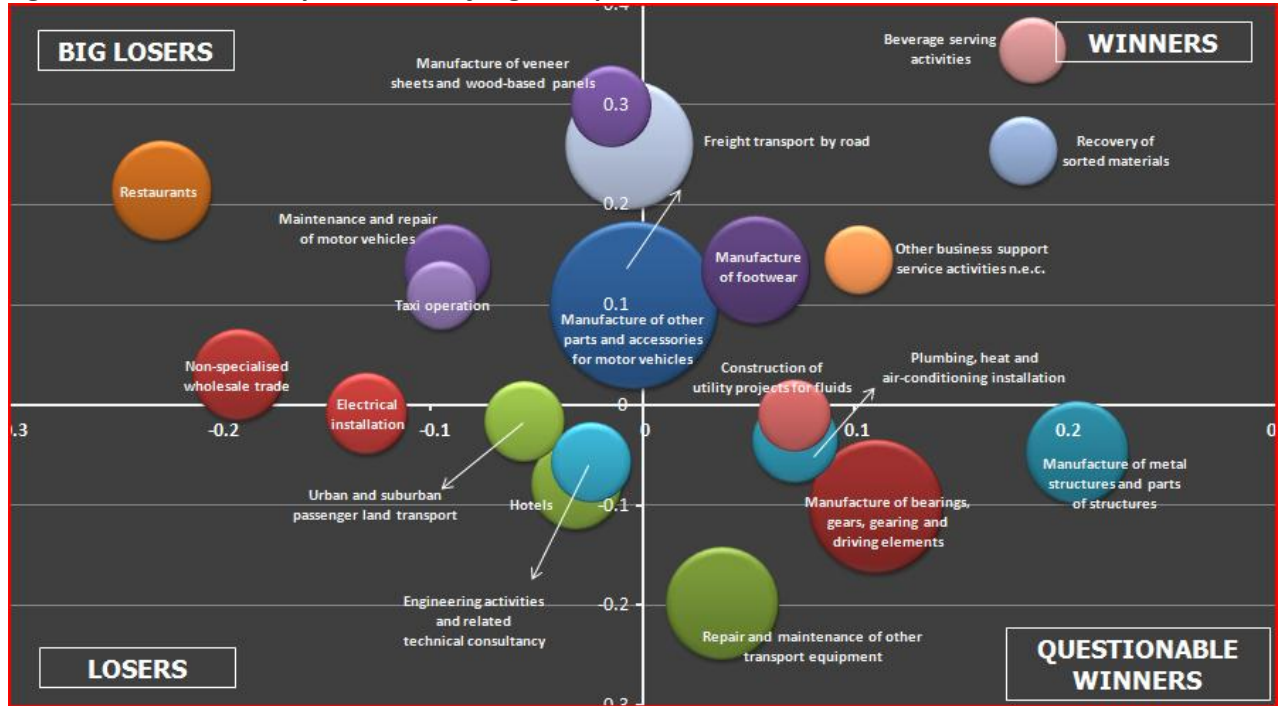 0.4
BIG LOSERS
WINNERS
Beverage serving
activities
Manufacture of veneer
sheets and wood-based panels
0.3
Freight transport by road
Recovery of
sorted materials
Restaurants
0.2
Maintenance and repair
of motor vehicles
Manufacture
of footwear
Other business support
service activities n.e.c.
Taxi operation
0.1
Manufacture of other
parts and accessories
for motor vehicles
Non-specialised
wholesale trade
Construction of
utility projects for fluids
Plumbing, heat and
air-conditioning installation
Electrical
installation
0
.3
-0.2
-0.1
0
0.1
0.2
0
Manufacture of metal
structures and parts
of structures
Urban and suburban
passenger land transport
Hotels
-0.1
Manufacture of bearings,
gears, gearing and
driving elements
Engineering activities
and related
technical consultancy
-0.2
Repair and maintenance of other
transport equipment
LOSERS
QUESTIONABLE
WINNERS